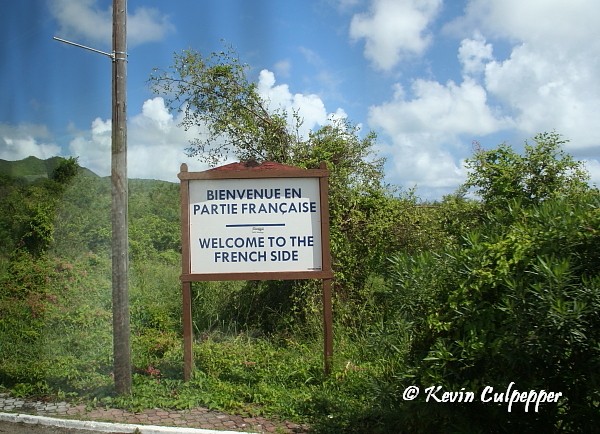 BIENVENUE EN
PARTIE FRANÇAISE
WELCOME TO THE
FRENCH SIDE
© Kevin Culpepper